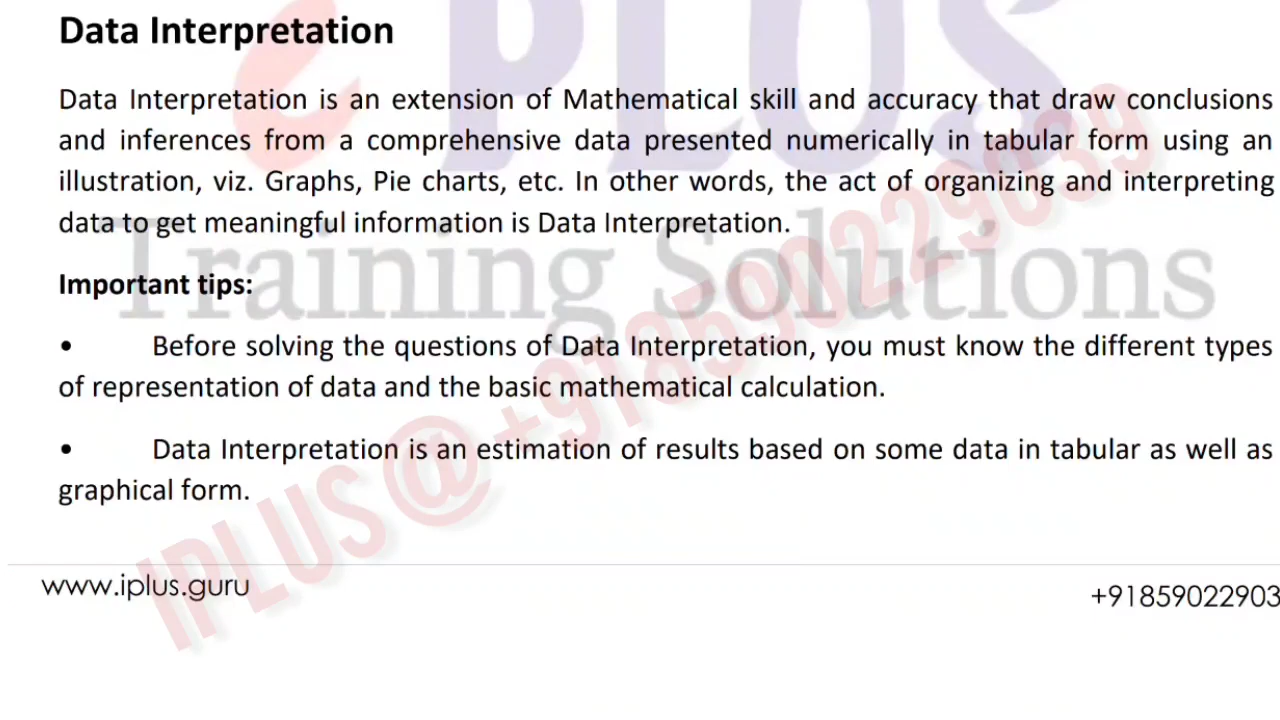 Data Interpretation
Data Interpretation is an extension of Mathematical skill and accuracy that draw conclusions
and inferences from a comprehensive data presented numerically in tabular form using an
illustration, viz. Graphs, Pie charts, etc. In other words, the act of organizing and interpreting
data to get meaningful information is Data Interpretation.
Important tips:
• Before solving the questions of Data Interpretation, you must know the different types
of representation of data and the basic mathematical calculation.
• Data Interpretation is an estimation of results based on some data in tabular as well as
graphical form.
www.iplus.guru
+91859022903
iPLUS
Training Solutions
IPLUS@+918590229039